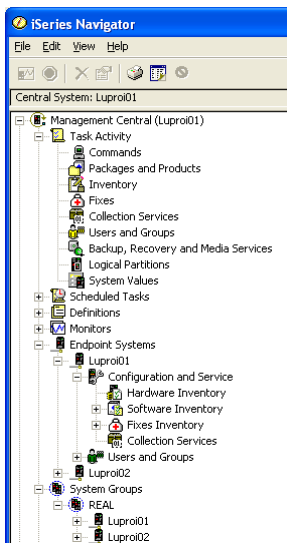 iSeries Navigator
File Edit View Help
Central System: Luproi01
Management Central (Luproi01)
Task Activity
Commands
Packages and Products
Inventory
Fixes
Collection Services
Users and Groups
Backup, Recovery and Media Services
Logical Partitions
System Values
Scheduled Tasks
Definitions
Monitors
Endpoint Systems
Luproi01
Configuration and Service
Hardware Inventory
Software Inventory
Fixes Inventory
Collection Services
Users and Groups
Luproi02
System Groups
REAL
Luproi01
Luproi02